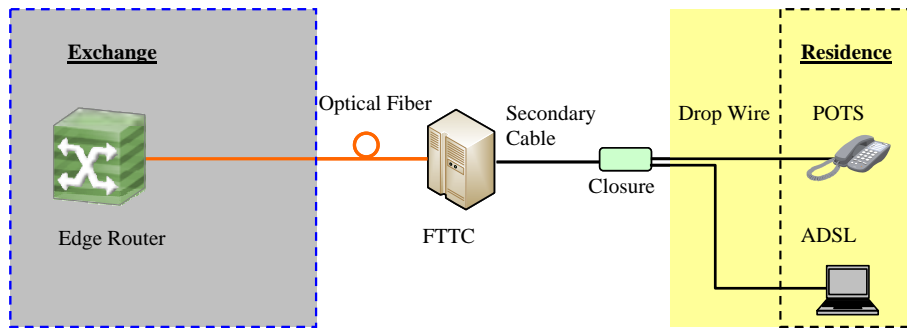 Exchange
Residence
Optical Fiber
Secondary
Cable
Drop Wire
POTS
Closure
Edge Router
FTTC
ADSL